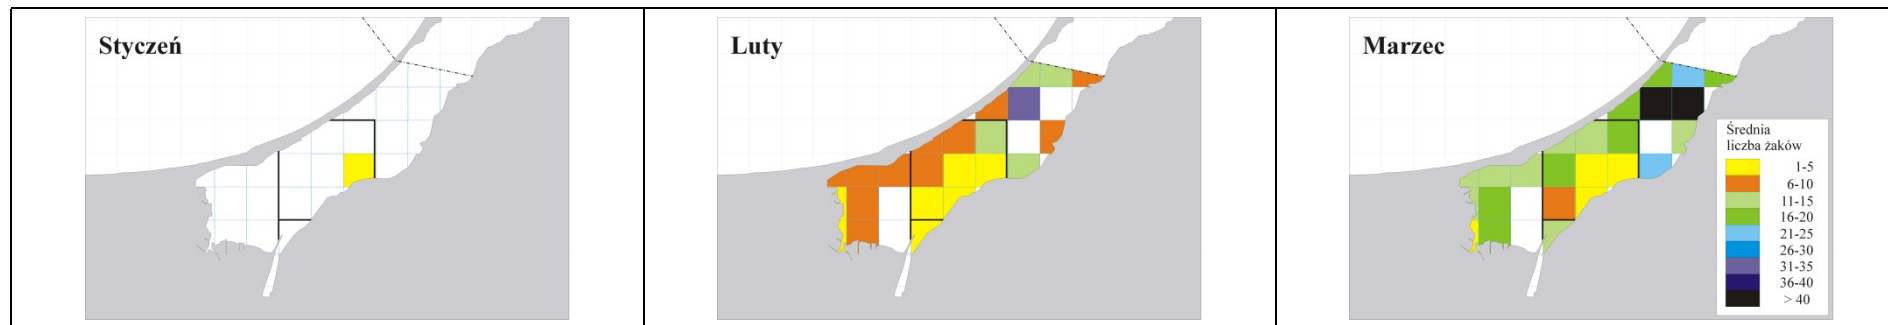 Styczeń
Luty
Marzec
Średnia
liczba żaków
1-5
6-10
11-15
16-20
21-25
26-30
31-35
36-40
> 40